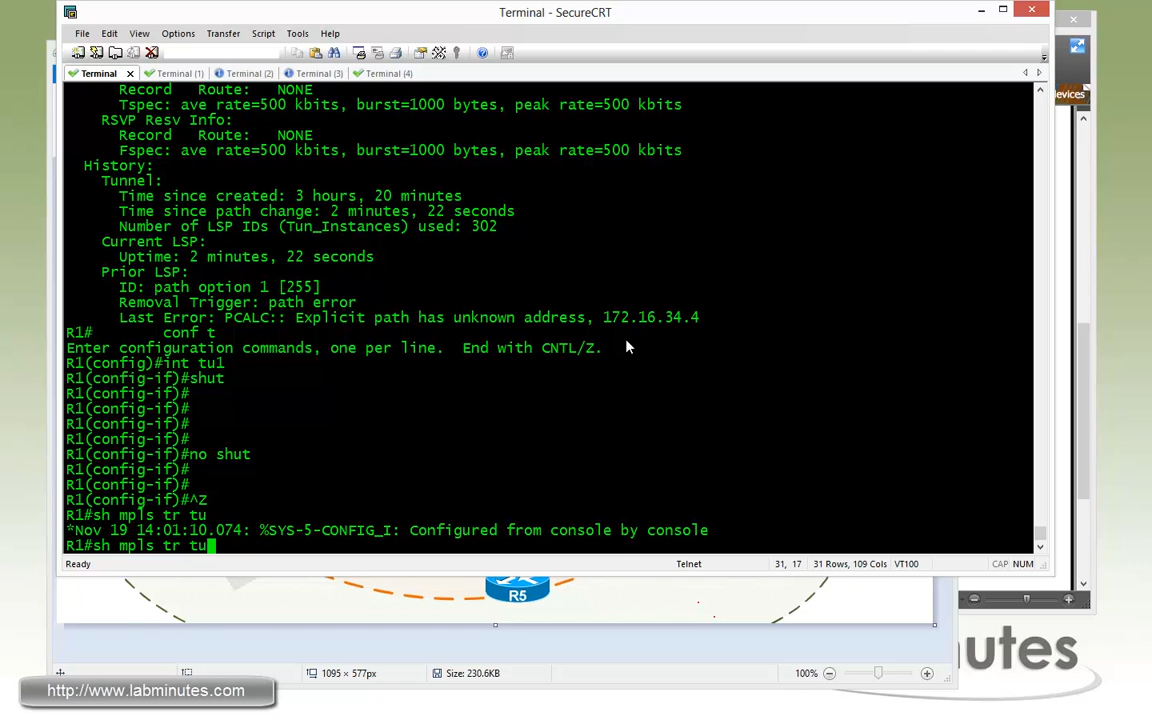 Terminal - SecureCRT
File Edit View Options Transfer Script Tools Help
Terminal Terminal (1) Terminal (2) Terminal (3) Terminal (4)
Record   Route:   NONE
Tspec: ave rate=500 kbits, burst=1000 bytes, peak rate=500 kbits
RSVP Resv Info:
Record   Route:   NONE
Fspec: ave rate=500 kbits, burst=1000 bytes, peak rate=500 kbits
History:
Tunnel:
Time since created: 3 hours, 20 minutes
Time since path change: 2 minutes, 22 seconds
Number of LSP IDs (Tun_Instances) used: 302
Current LSP:
Uptime: 2 minutes, 22 seconds
Prior LSP:
ID: path option 1 [255]
Removal Trigger: path error
Last Error: PCALC:: Explicit path has unknown address, 172.16.34.4
R1#        conf t
Enter configuration commands, one per line.  End with CNTL/Z.
R1(config)#int tu1
R1(config-if)#shut
R1(config-if)#
R1(config-if)#
R1(config-if)#
R1(config-if)#
R1(config-if)#no shut
R1(config-if)#
R1(config-if)#
R1(config-if)#^Z
R1#sh mpls tr tu
*Nov 19 14:01:10.074: %SYS-5-CONFIG_I: Configured from console by console
R1#sh mpls tr tu
Ready Telnet 31, 17 31 Rows, 109 Cols VT100 CAP NUM
evices
R5
1095 × 577px Size: 230.6KB 100%
nutes
http://www.labminutes.com